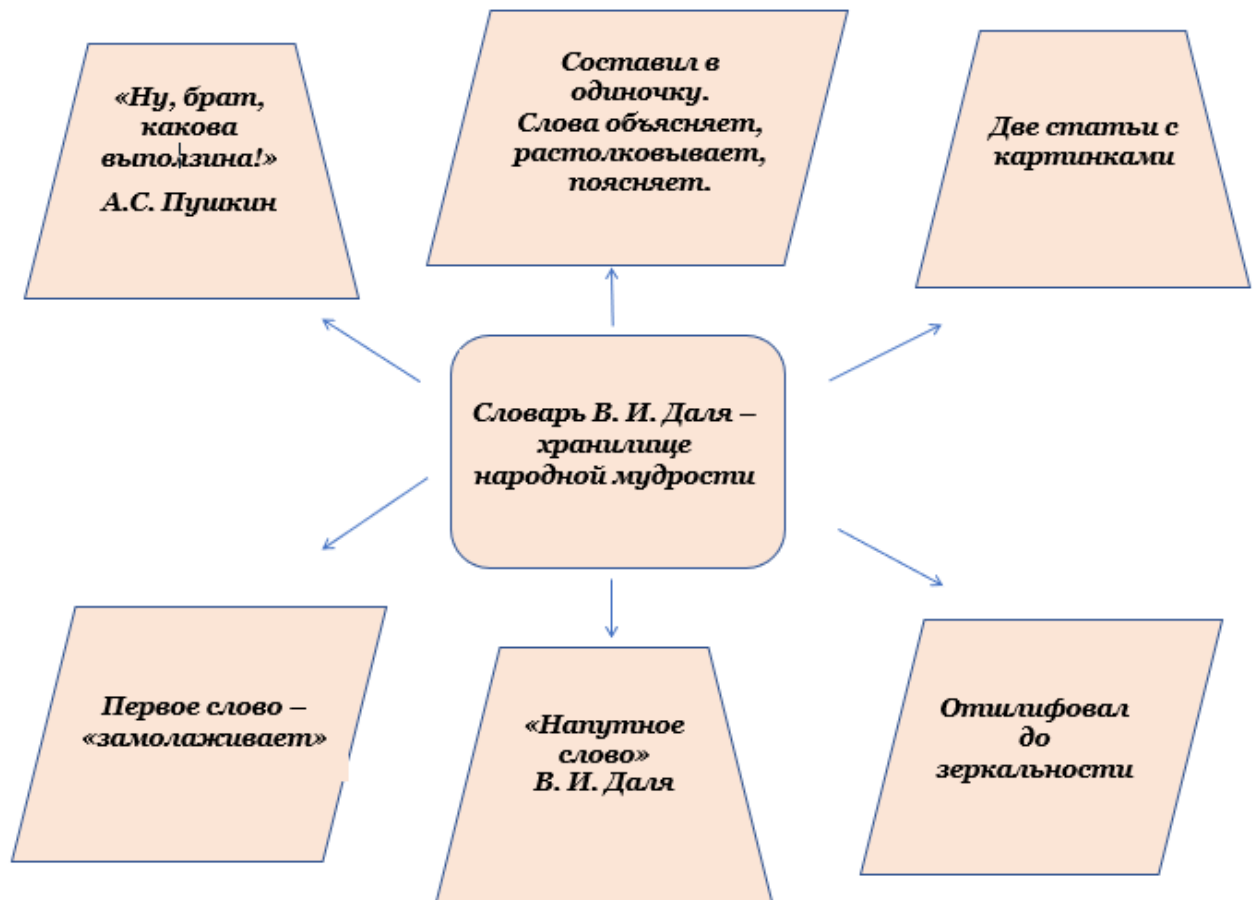 «Ну, брат,
какова
выползина!»
А.С. Пушкин
Составил в
одиночку.
Слова объясняет,
растолковывает,
поясняет.
Две статьи с
картинками
Словарь В. И. Даля –
хранилище
народной мудрости
Первое слово –
«замолаживает»
«Напутное
слово»
В. И. Даля
Отшлифовал
до
зеркальности